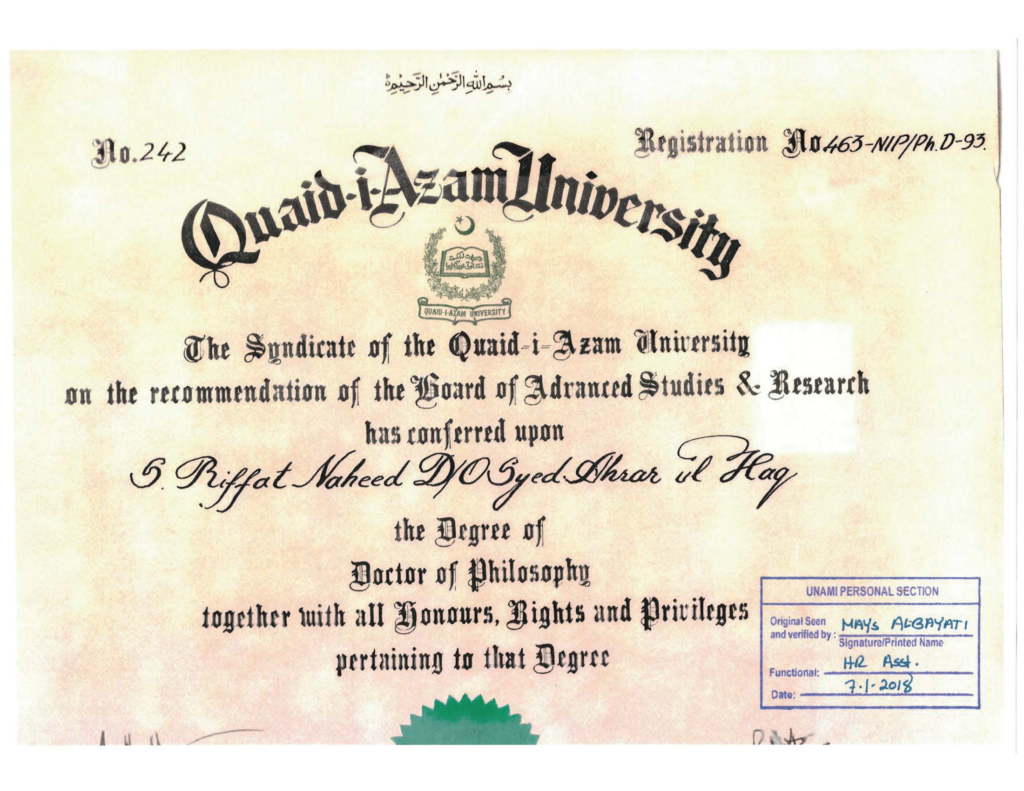 بسم الله الرحمن الرحيم
No. 242
Registration No 463-NIP/Ph.D-93.
Quaid-i-Azam University
QUAID-I-AZAM UNIVERSITY
The Syndicate of the Quaid-i-Azam University
on the recommendation of the Board of Advanced Studies & Research
has conferred upon
S. Riffat Naheed D/O Syed Ahrar ul Haq
the Degree of
Doctor of Philosophy
together with all Honours, Rights and Privileges
pertaining to that Degree
UNAMI PERSONAL SECTION
Original Seen
and verified by : MAYS ALBAYATI
Signature/Printed Name
Functional: HR Asst.
Date: 7-1-2018